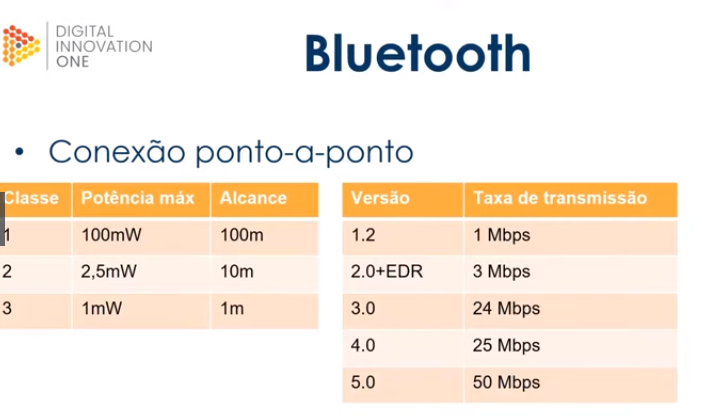 DIGITAL
INNOVATION
ONE
Bluetooth
• Conexão ponto-a-ponto
Classe Potência máx Alcance
1 100mW 100m
2 2,5mW 10m
3 1mW 1m
Versão Taxa de transmissão
1.2 1 Mbps
2.0+EDR 3 Mbps
3.0 24 Mbps
4.0 25 Mbps
5.0 50 Mbps